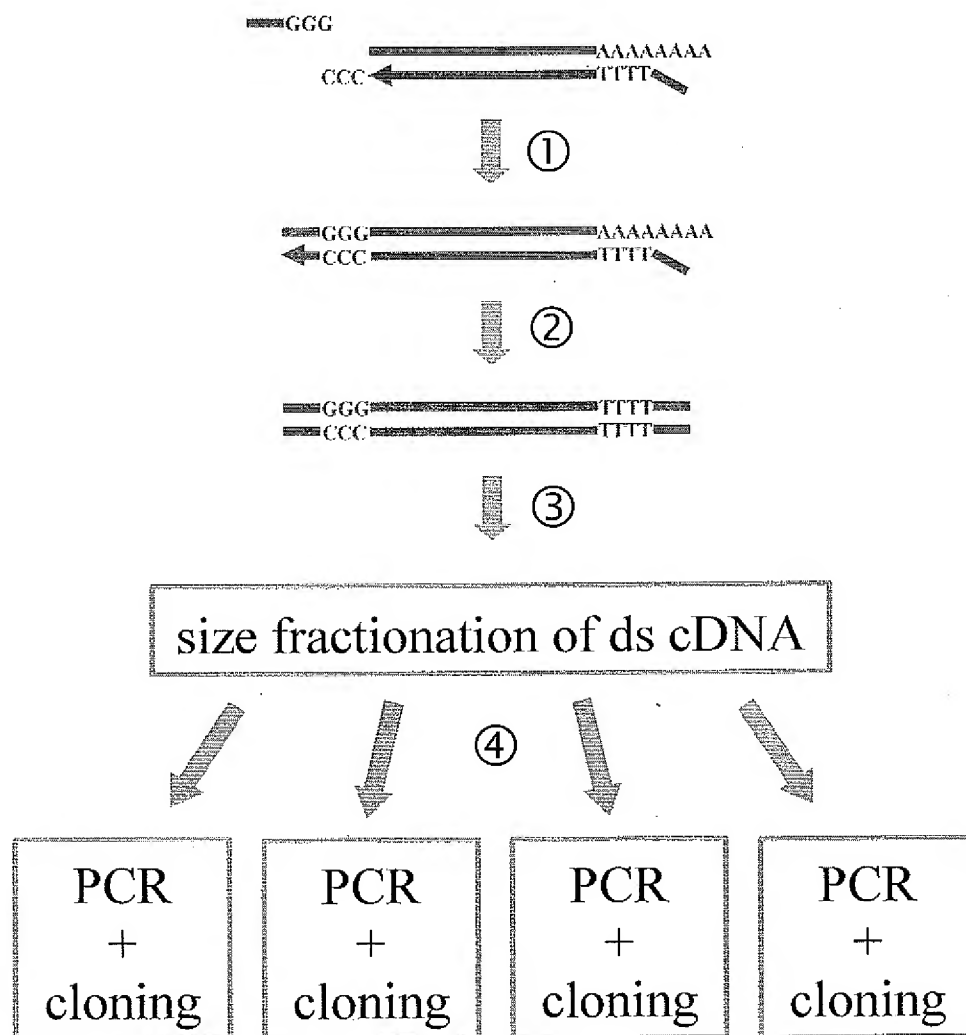 GGG
AAAAAAAA
CCC TTTT
①
GGG AAAAAAAA
CCC TTTT
②
GGG TTTT
CCC TTTT
③
size fractionation of ds cDNA
④
PCR PCR PCR PCR
+ + + +
cloning cloning cloning cloning